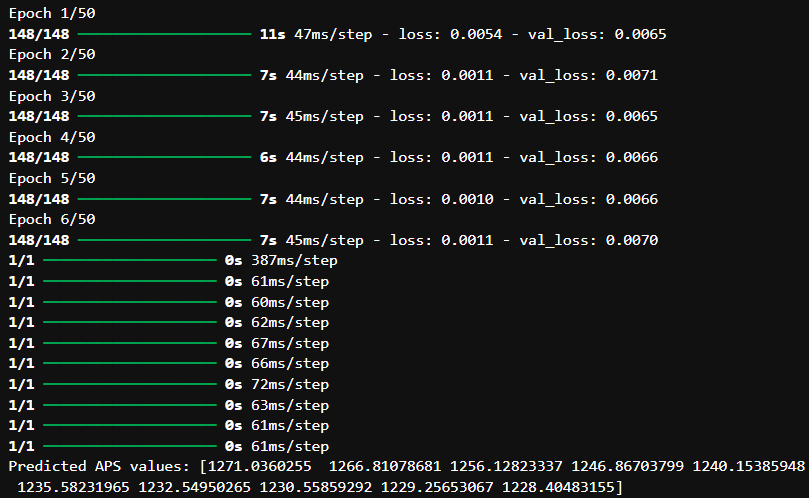 Epoch 1/50
148/148 ━━━━━━━━━━━━━━━━━━━━ 11s 47ms/step - loss: 0.0054 - val_loss: 0.0065
Epoch 2/50
148/148 ━━━━━━━━━━━━━━━━━━━━ 7s 44ms/step - loss: 0.0011 - val_loss: 0.0071
Epoch 3/50
148/148 ━━━━━━━━━━━━━━━━━━━━ 7s 45ms/step - loss: 0.0011 - val_loss: 0.0065
Epoch 4/50
148/148 ━━━━━━━━━━━━━━━━━━━━ 6s 44ms/step - loss: 0.0011 - val_loss: 0.0066
Epoch 5/50
148/148 ━━━━━━━━━━━━━━━━━━━━ 7s 44ms/step - loss: 0.0010 - val_loss: 0.0066
Epoch 6/50
148/148 ━━━━━━━━━━━━━━━━━━━━ 7s 45ms/step - loss: 0.0011 - val_loss: 0.0070
1/1 ━━━━━━━━━━━━━━━━━━━━ 0s 387ms/step
1/1 ━━━━━━━━━━━━━━━━━━━━ 0s 61ms/step
1/1 ━━━━━━━━━━━━━━━━━━━━ 0s 60ms/step
1/1 ━━━━━━━━━━━━━━━━━━━━ 0s 62ms/step
1/1 ━━━━━━━━━━━━━━━━━━━━ 0s 67ms/step
1/1 ━━━━━━━━━━━━━━━━━━━━ 0s 66ms/step
1/1 ━━━━━━━━━━━━━━━━━━━━ 0s 72ms/step
1/1 ━━━━━━━━━━━━━━━━━━━━ 0s 63ms/step
1/1 ━━━━━━━━━━━━━━━━━━━━ 0s 61ms/step
1/1 ━━━━━━━━━━━━━━━━━━━━ 0s 61ms/step
Predicted APS values: [1271.0360255  1266.81078681 1256.12823337 1246.86703799 1240.15385948
 1235.58231965 1232.54950265 1230.55859292 1229.25653067 1228.40483155]